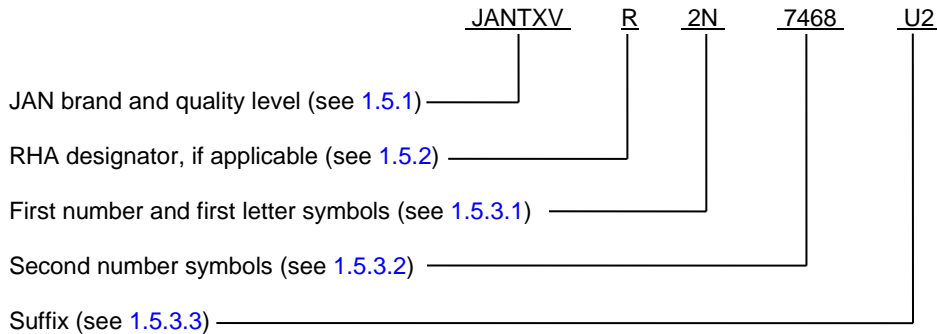 JANTXV R 2N 7468 U2
JAN brand and quality level (see 1.5.1)
RHA designator, if applicable (see 1.5.2)
First number and first letter symbols (see 1.5.3.1)
Second number symbols (see 1.5.3.2)
Suffix (see 1.5.3.3)